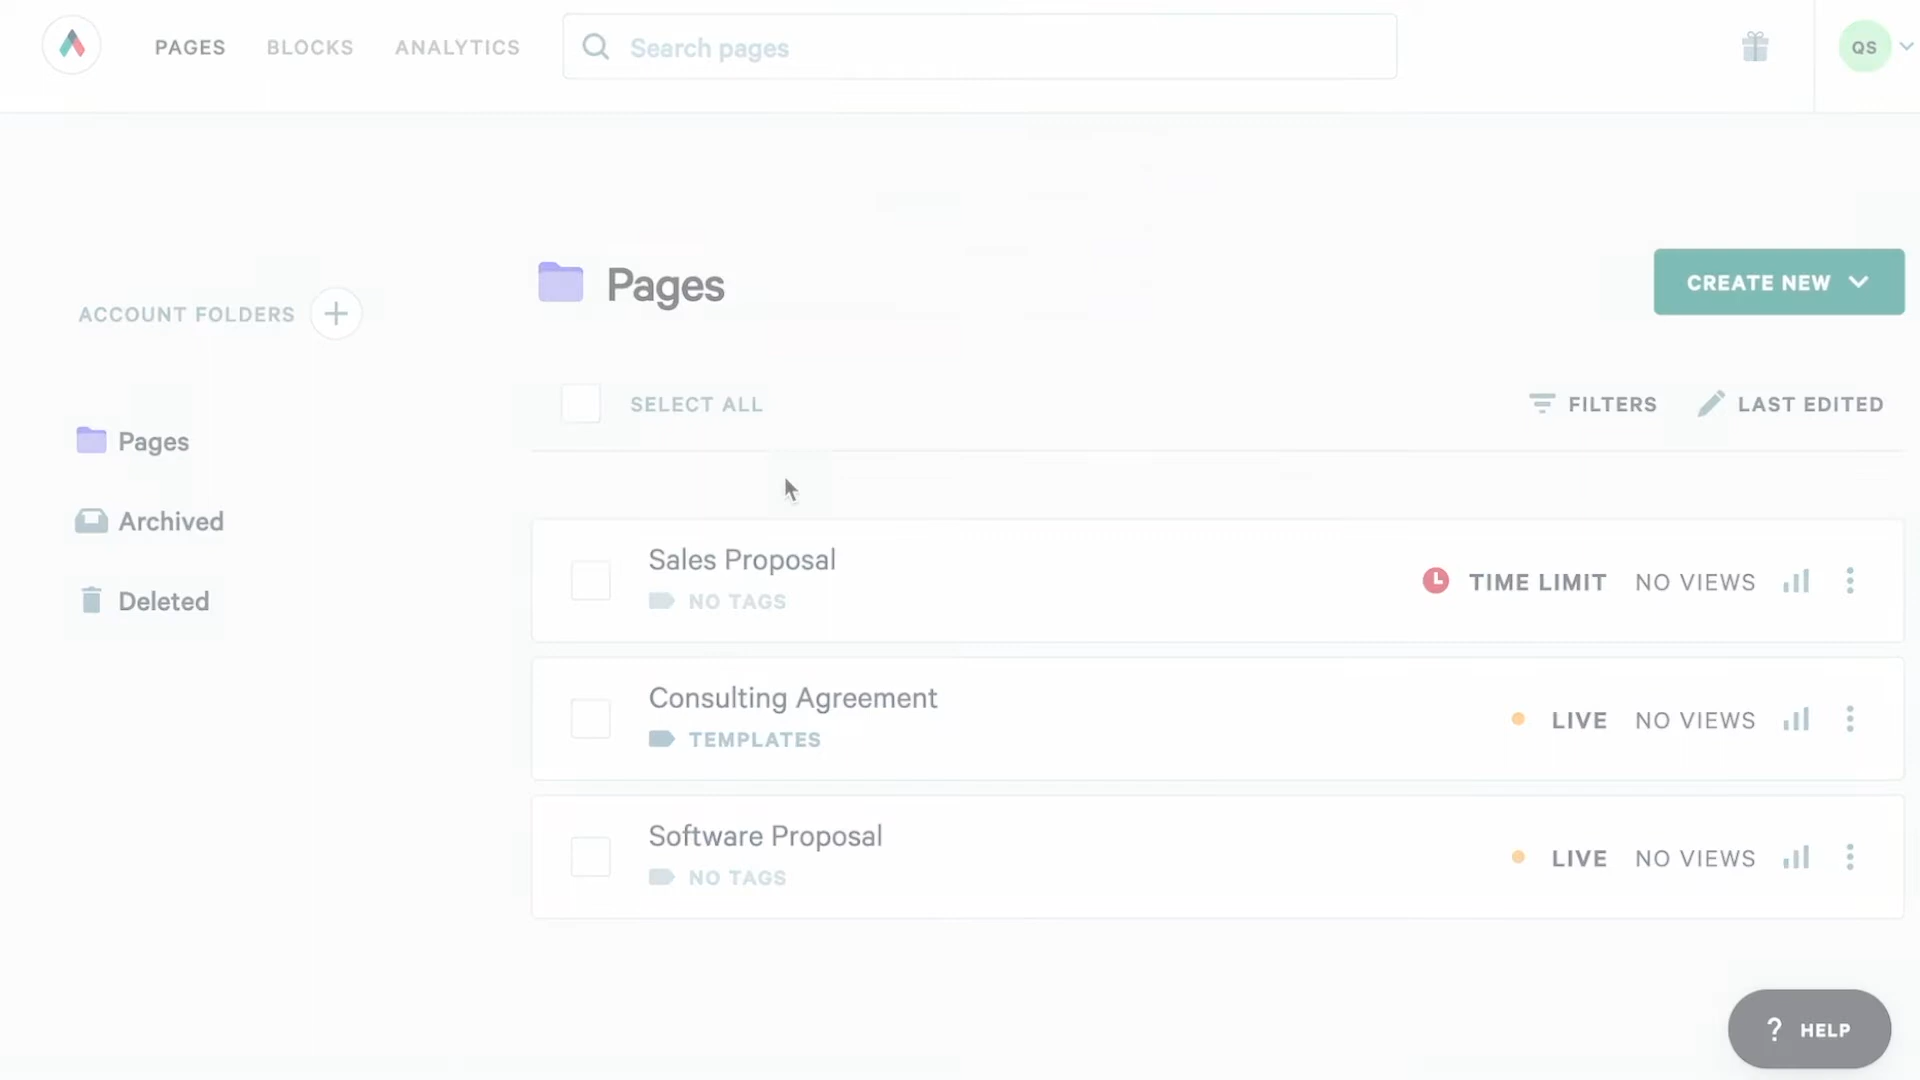 PAGES BLOCKS ANALYTICS Search pages QS
Pages CREATE NEW
ACCOUNT FOLDERS
SELECT ALL FILTERS LAST EDITED
Pages
Archived
Deleted
Sales Proposal
NO TAGS
TIME LIMIT NO VIEWS
Consulting Agreement
TEMPLATES
LIVE NO VIEWS
Software Proposal
NO TAGS
LIVE NO VIEWS
? HELP